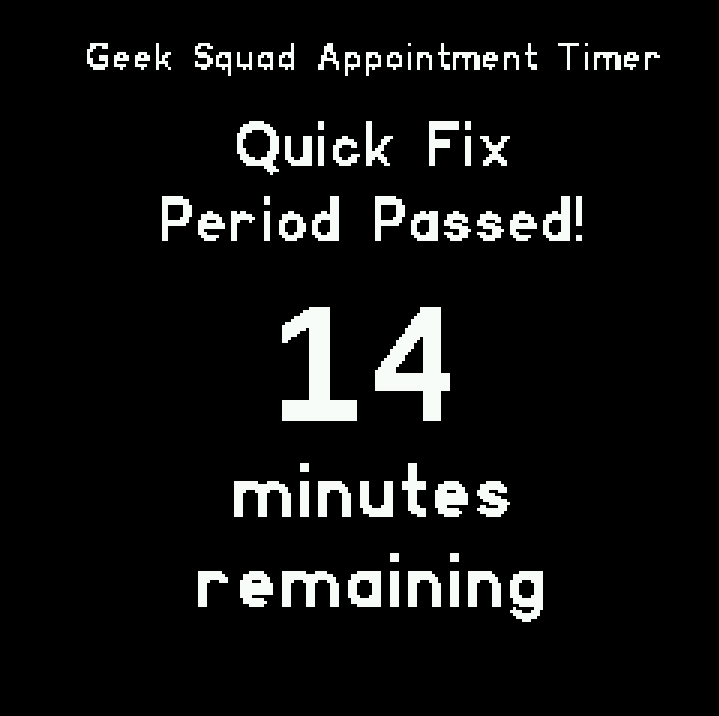 Geek Squad Appointment Timer
Quick Fix
Period Passed!
14
minutes
remaining